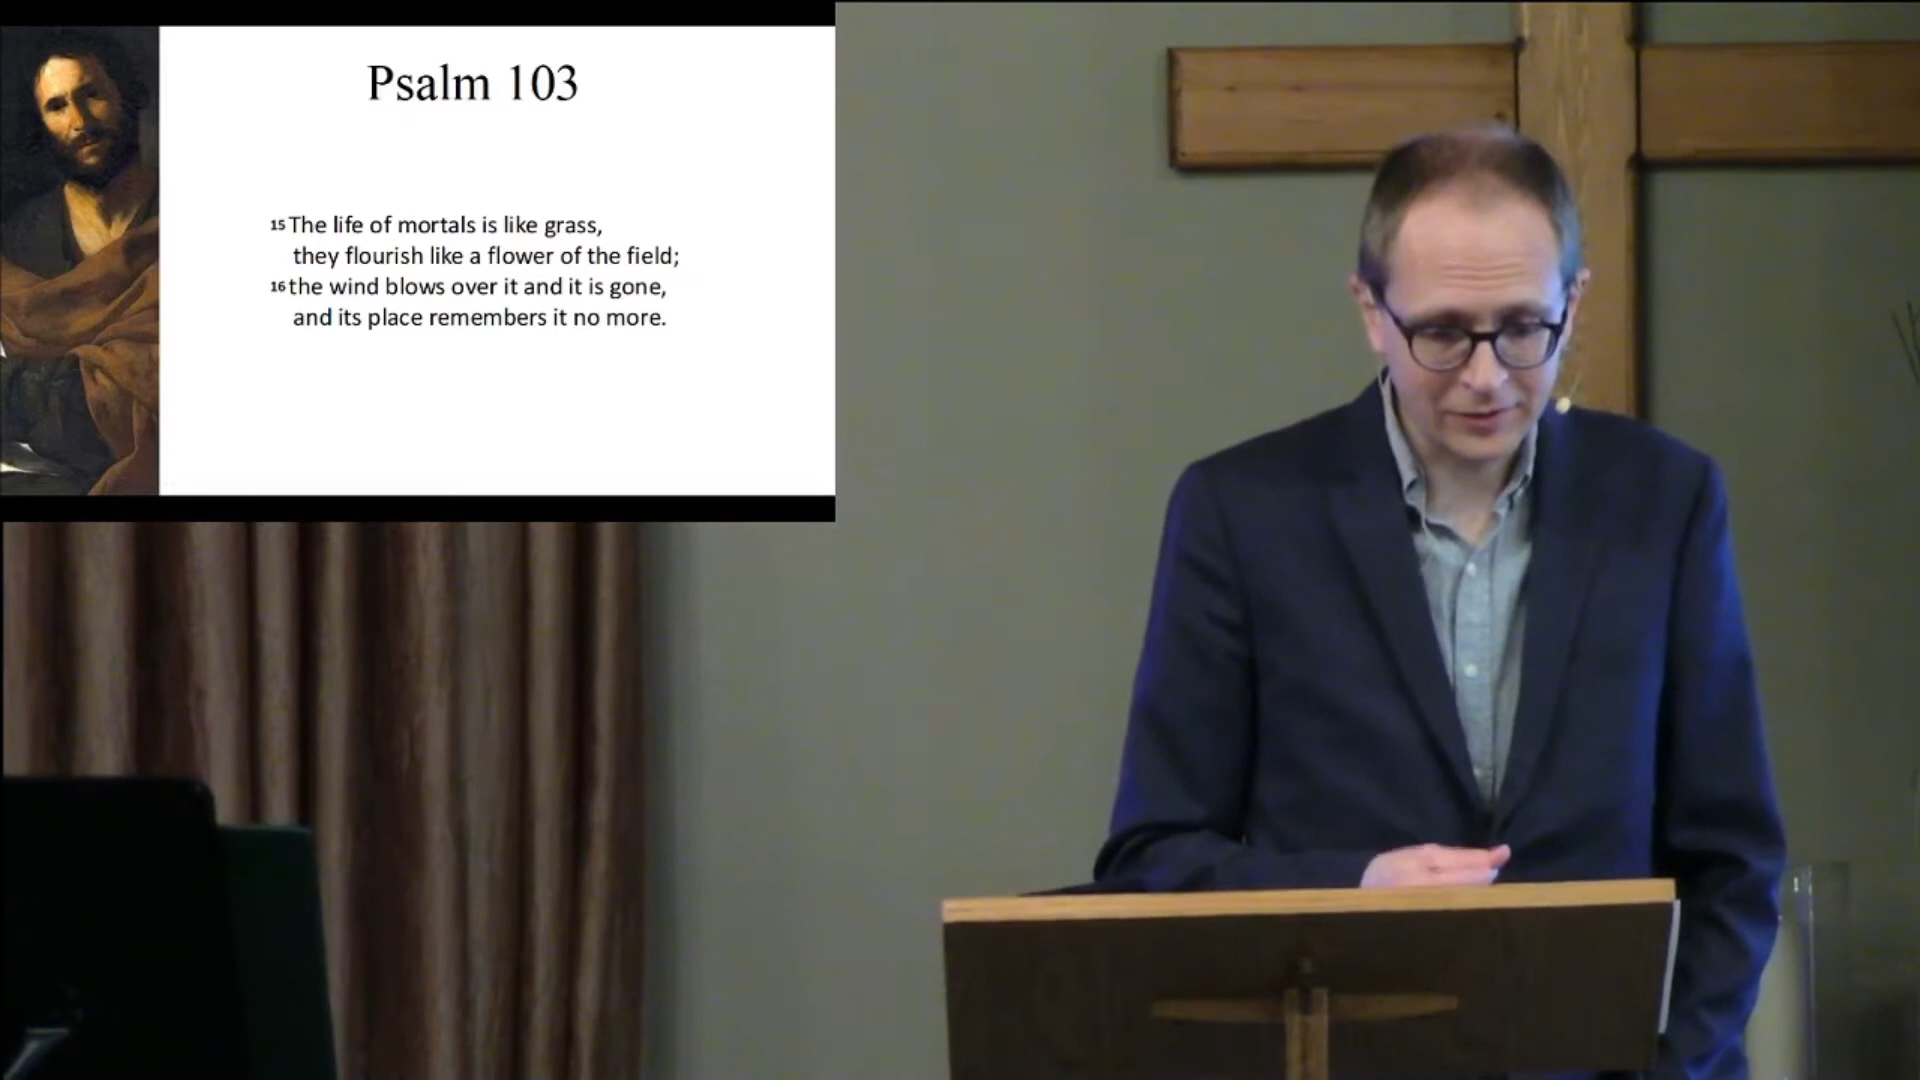 Psalm 103
15 The life of mortals is like grass,
they flourish like a flower of the field;
16 the wind blows over it and it is gone,
and its place remembers it no more.